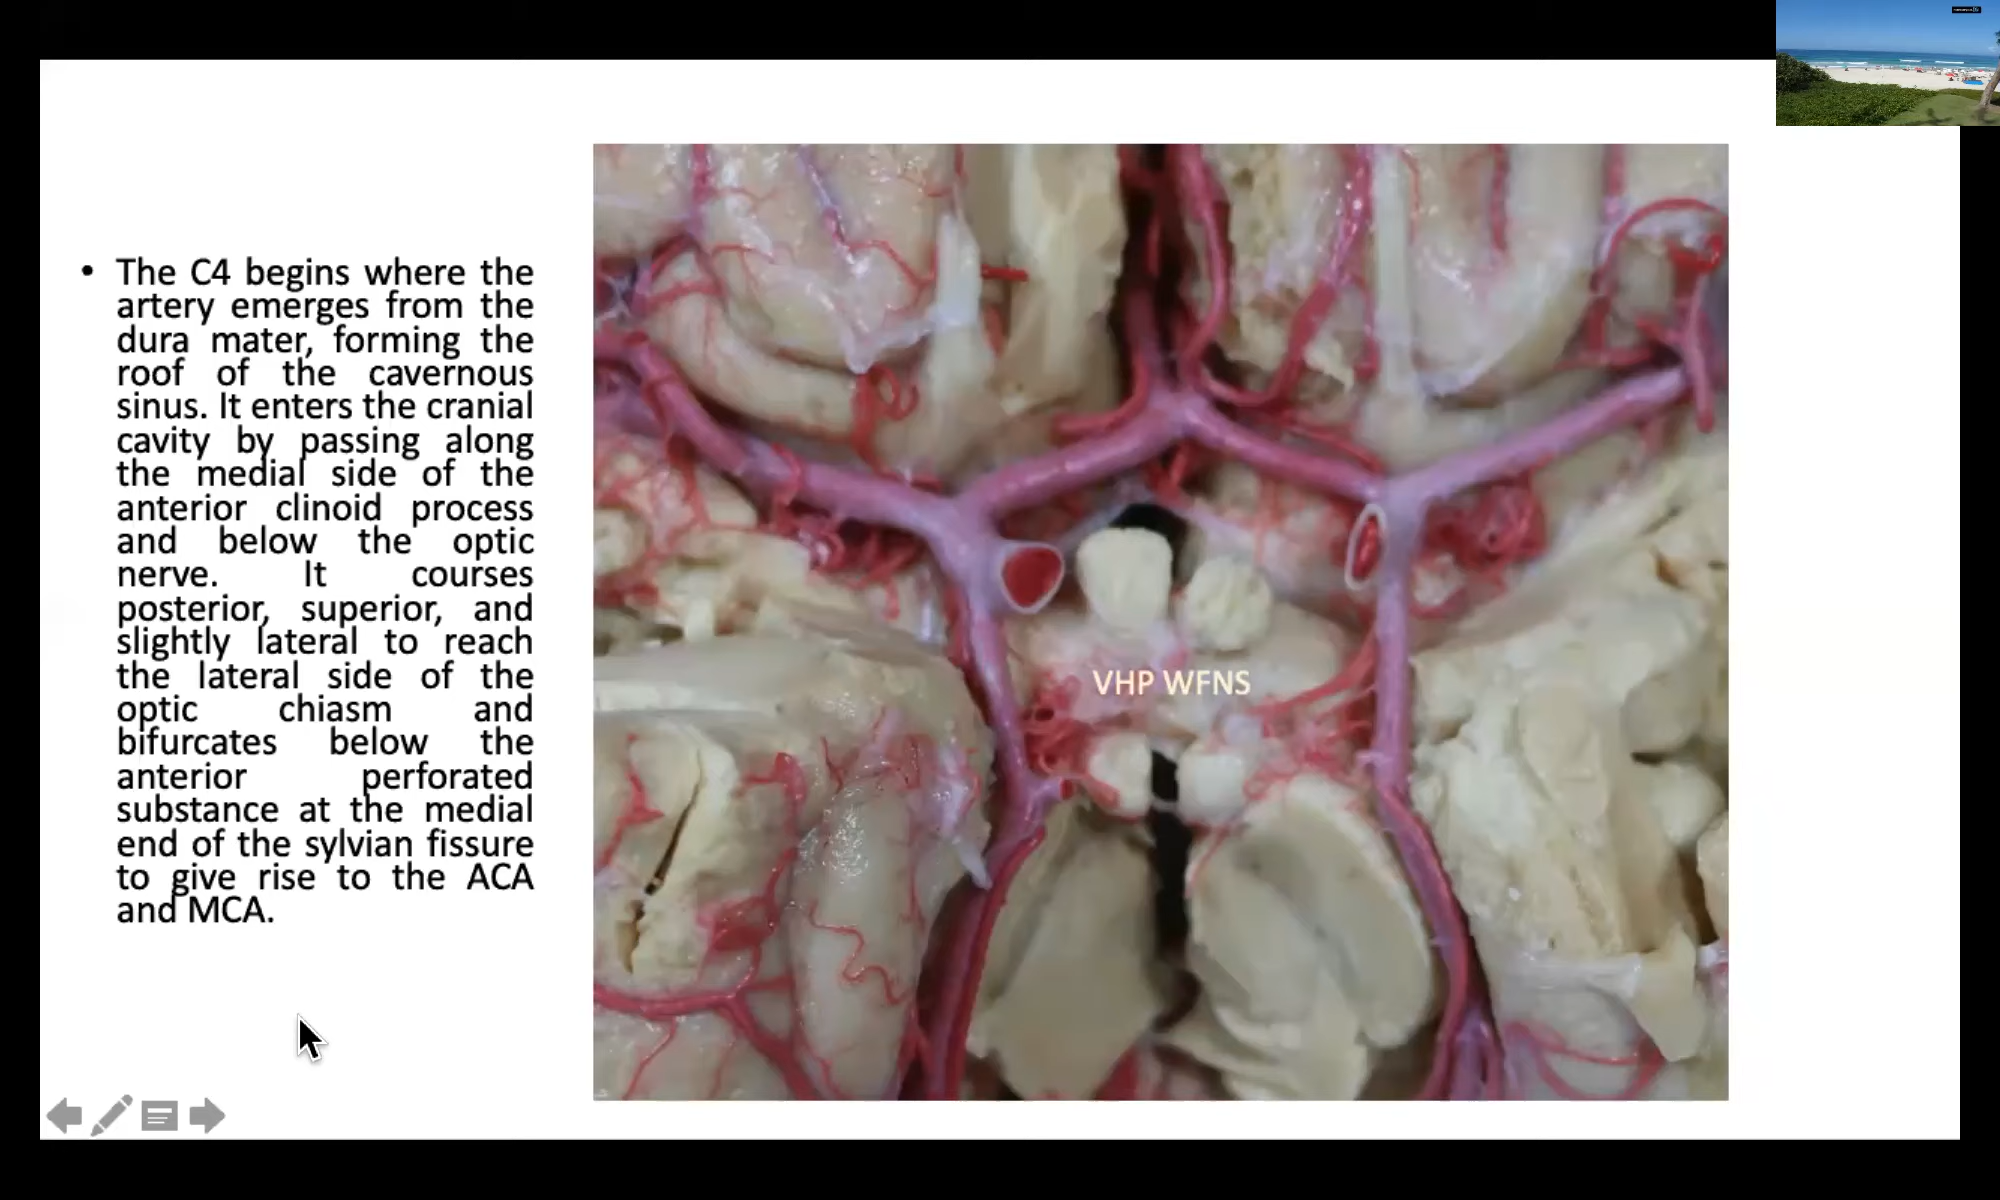 • The C4 begins where the
artery emerges from the
dura mater, forming the
roof of the cavernous
sinus. It enters the cranial
cavity by passing along
the medial side of the
anterior clinoid process
and below the optic
nerve. It courses
posterior, superior, and
slightly lateral to reach
the lateral side of the
optic chiasm and
bifurcates below the
anterior perforated
substance at the medial
end of the sylvian fissure
to give rise to the ACA
and MCA.
VHP WFNS